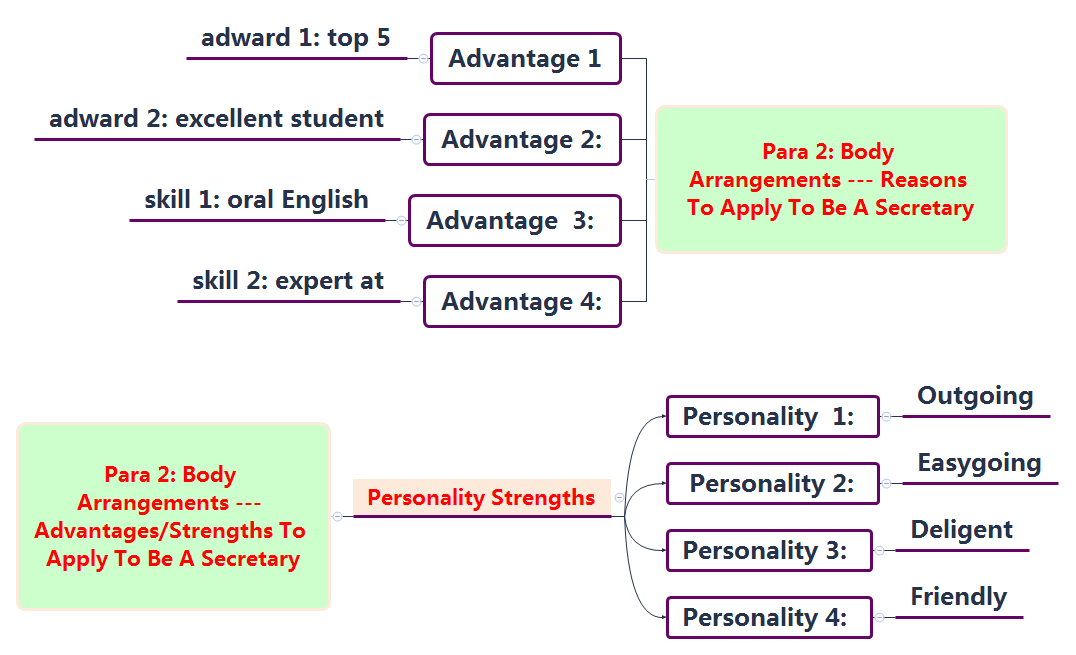 adward 1: top 5
Advantage 1
adward 2: excellent student
Advantage 2:
skill 1: oral English
Advantage 3:
skill 2: expert at
Advantage 4:
Para 2: Body
Arrangements --- Reasons
To Apply To Be A Secretary
Para 2: Body
Arrangements ---
Advantages/Strengths To
Apply To Be A Secretary
Personality Strengths
Personality 1:
Outgoing
Personality 2:
Easygoing
Personality 3:
Deligent
Personality 4:
Friendly